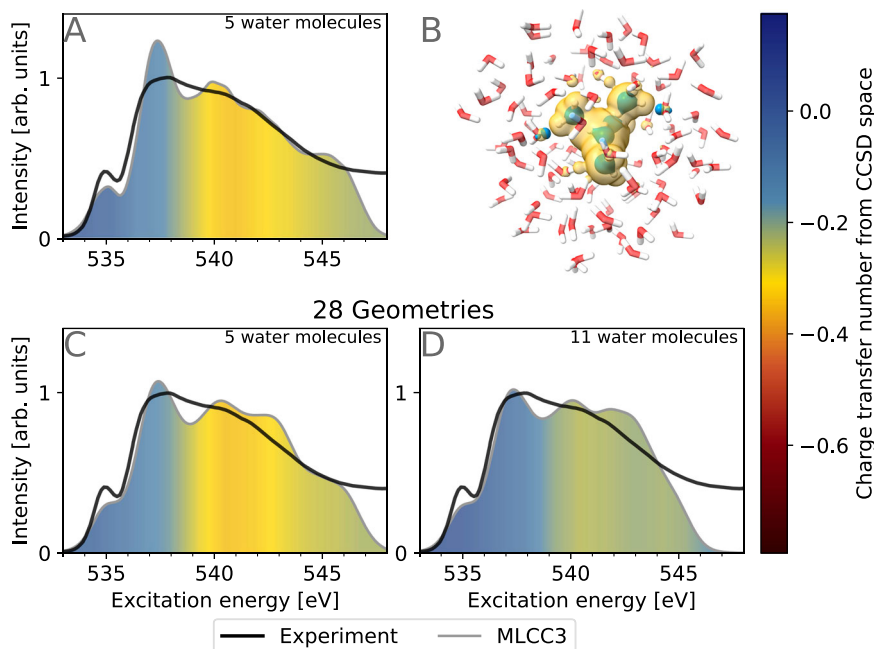 A
5 water molecules
B
Intensity [arb. units]
1
0
535
540
545
28 Geometries
C
5 water molecules
D
11 water molecules
Intensity [arb. units]
1
0
1
0
535
540
545
535
540
545
Excitation energy [eV]
Excitation energy [eV]
Experiment
MLCC3
0.0
−0.2
−0.4
−0.6
Charge transfer number from CCSD space